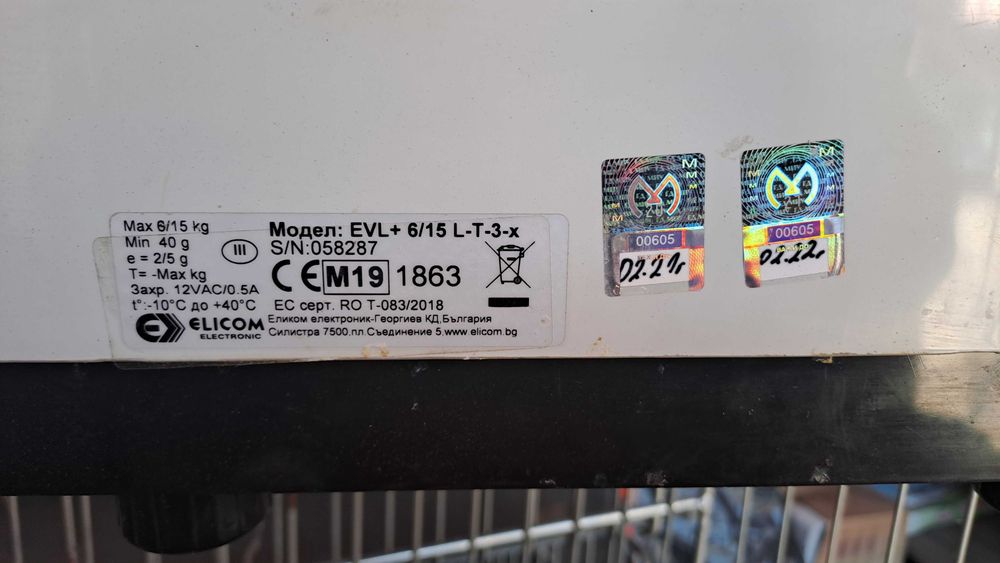 Max 6/15 kg
Min 40 g
e = 2/5 g
T= -Max kg
Захр. 12VAC/0.5A
t°:-10°C до +40°C
III
ELICOM
ELECTRONIC
Модел: EVL+ 6/15 L-T-3-x
S/N:058287
CE M19 1863
ЕС серт. RO T-083/2018
Еликом електроник-Георгиев КД,България
Силистра 7500,пл.Съединение 5,www.elicom.bg
M
M
M
M
00605
02.21г
M
M
00605
02.22г